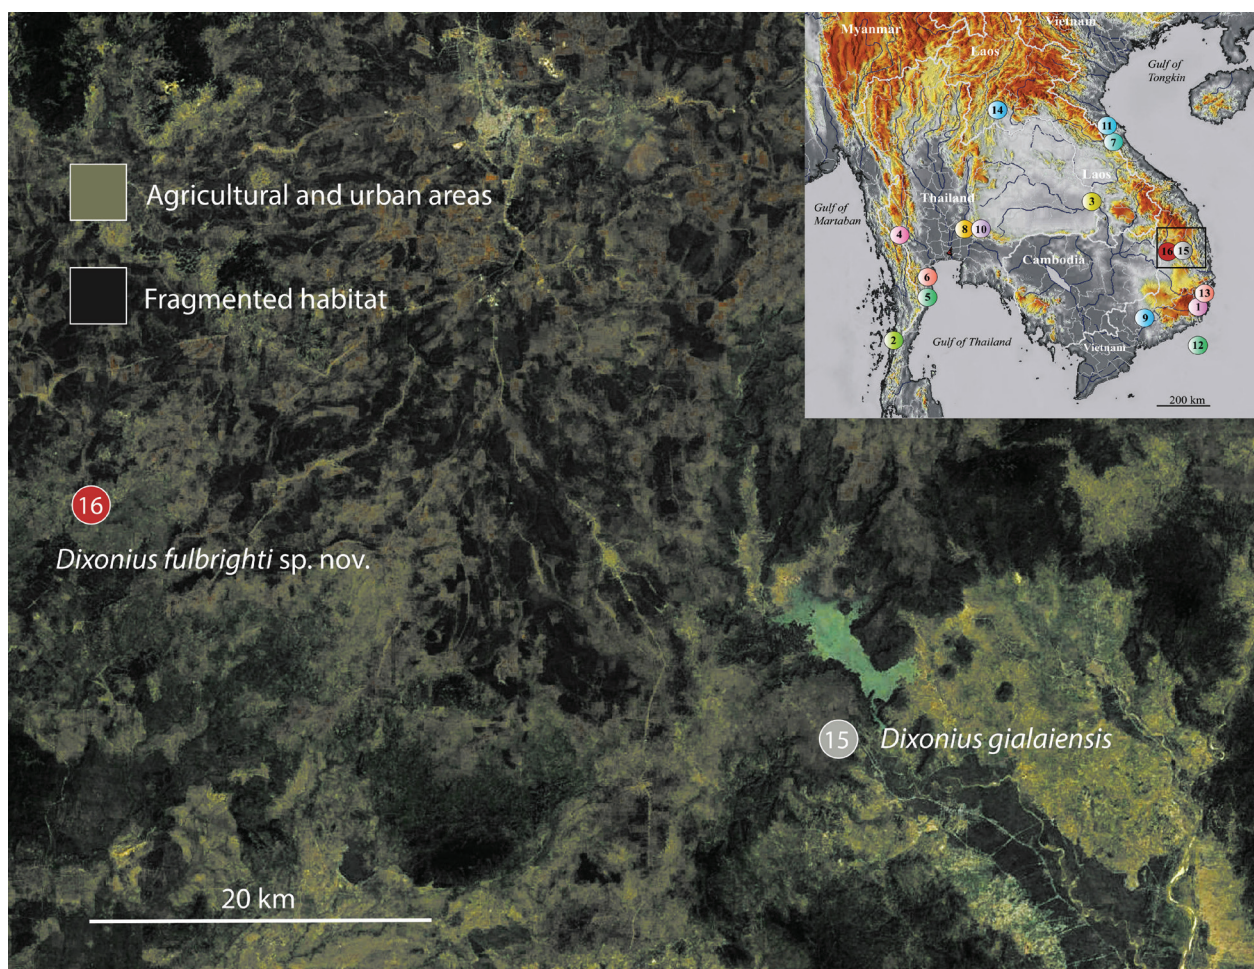 Agricultural and urban areas
Fragmented habitat
16
Dixonius fulbrighti sp. nov.
15
Dixonius gialaiensis
20 km
Myanmar
Vietnam
Laos
Gulf of
Tongkin
14
11
7
Laos
Thailand
3
Gulf of
Martaban
4
8
10
16
15
Cambodia
6
5
13
1
9
2
Gulf of Thailand
Vietnam
12
200 km